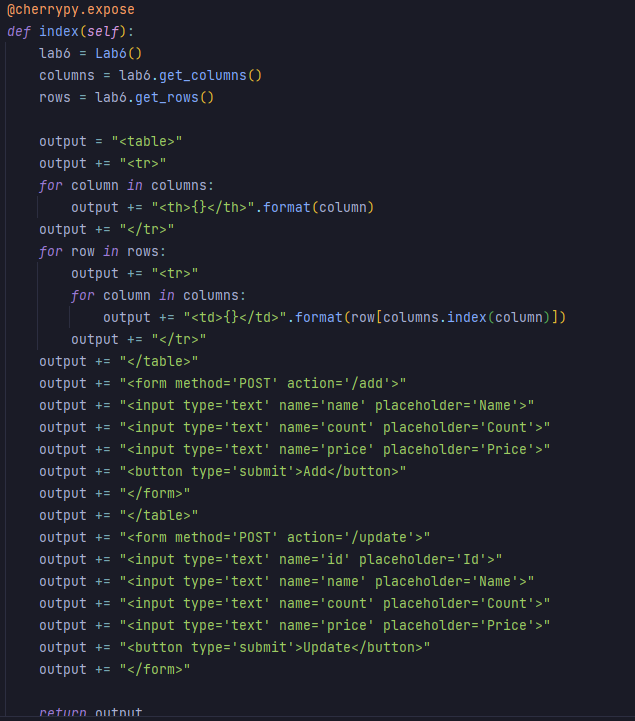 @cherrypy.expose
def index(self):
    lab6 = Lab6()
    columns = lab6.get_columns()
    rows = lab6.get_rows()

    output = "<table>"
    output += "<tr>"
    for column in columns:
        output += "<th>{}</th>".format(column)
    output += "</tr>"
    for row in rows:
        output += "<tr>"
        for column in columns:
            output += "<td>{}</td>".format(row[columns.index(column)])
        output += "</tr>"
    output += "</table>"
    output += "<form method='POST' action='/add'>"
    output += "<input type='text' name='name' placeholder='Name'>"
    output += "<input type='text' name='count' placeholder='Count'>"
    output += "<input type='text' name='price' placeholder='Price'>"
    output += "<button type='submit'>Add</button>"
    output += "</form>"
    output += "</table>"
    output += "<form method='POST' action='/update'>"
    output += "<input type='text' name='id' placeholder='Id'>"
    output += "<input type='text' name='name' placeholder='Name'>"
    output += "<input type='text' name='count' placeholder='Count'>"
    output += "<input type='text' name='price' placeholder='Price'>"
    output += "<button type='submit'>Update</button>"
    output += "</form>"

    return output